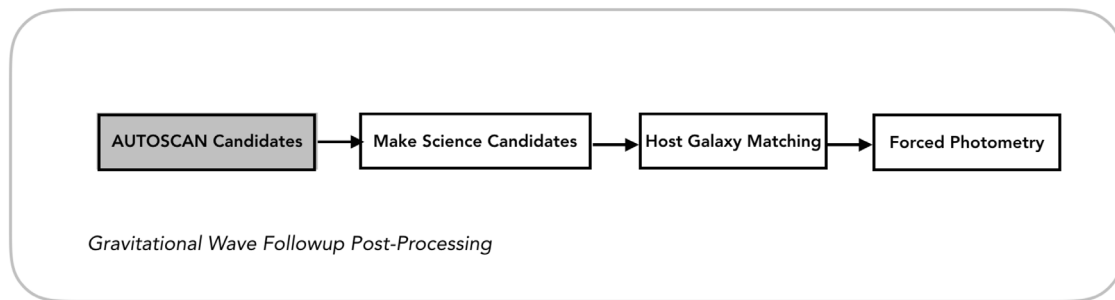 AUTOSCAN Candidates
Make Science Candidates
Host Galaxy Matching
Forced Photometry
Gravitational Wave Followup Post-Processing